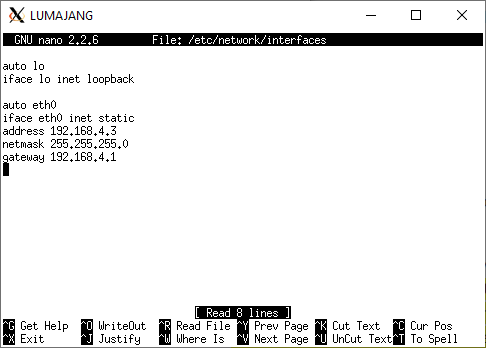 LUMAJANG
GNU nano 2.2.6 File: /etc/network/interfaces
auto lo
iface lo inet loopback
auto eth0
iface eth0 inet static
address 192.168.4.3
netmask 255.255.255.0
gateway 192.168.4.1
[ Read 8 lines ]
^G Get Help ^O WriteOut ^R Read File ^Y Prev Page ^K Cut Text ^C Cur Pos
^X Exit ^J Justify ^W Where Is ^V Next Page ^U UnCut Text ^T To Spell